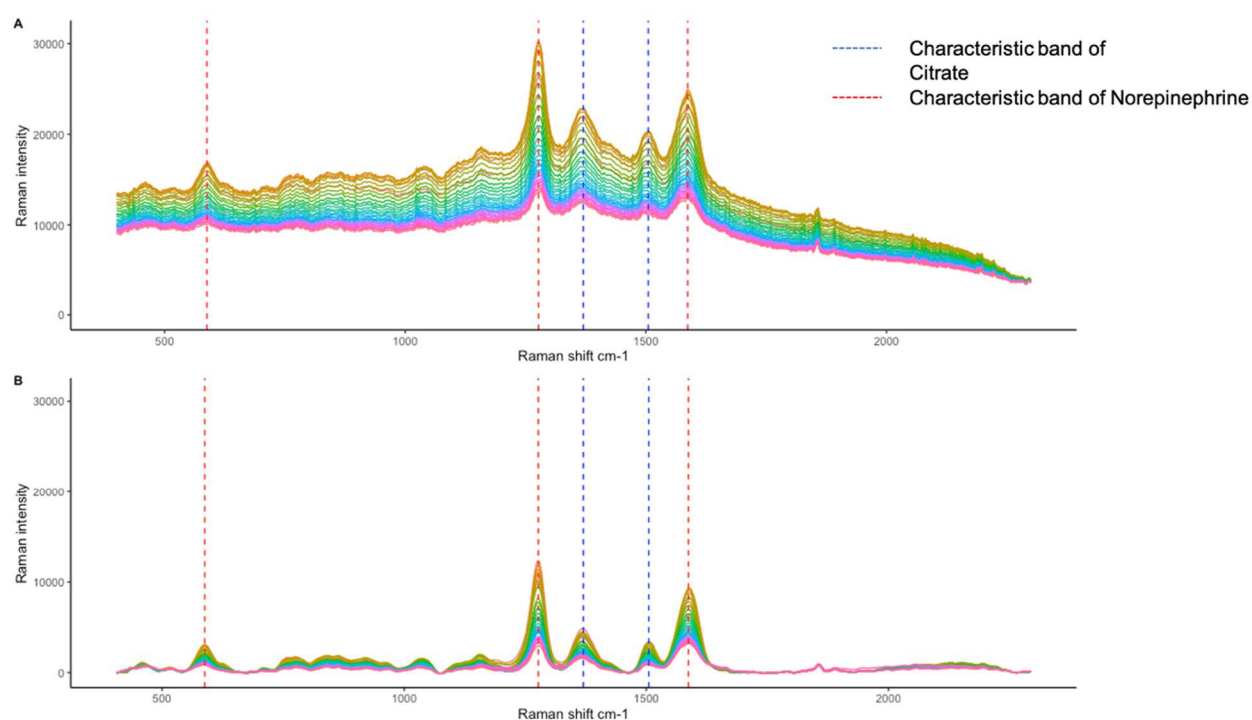 A
30000
20000
10000
0
Raman intensity
500
1000
1500
2000
Raman shift cm-1
Characteristic band of
Citrate
Characteristic band of Norepinephrine
B
30000
20000
10000
0
Raman intensity
500
1000
1500
2000
Raman shift cm-1